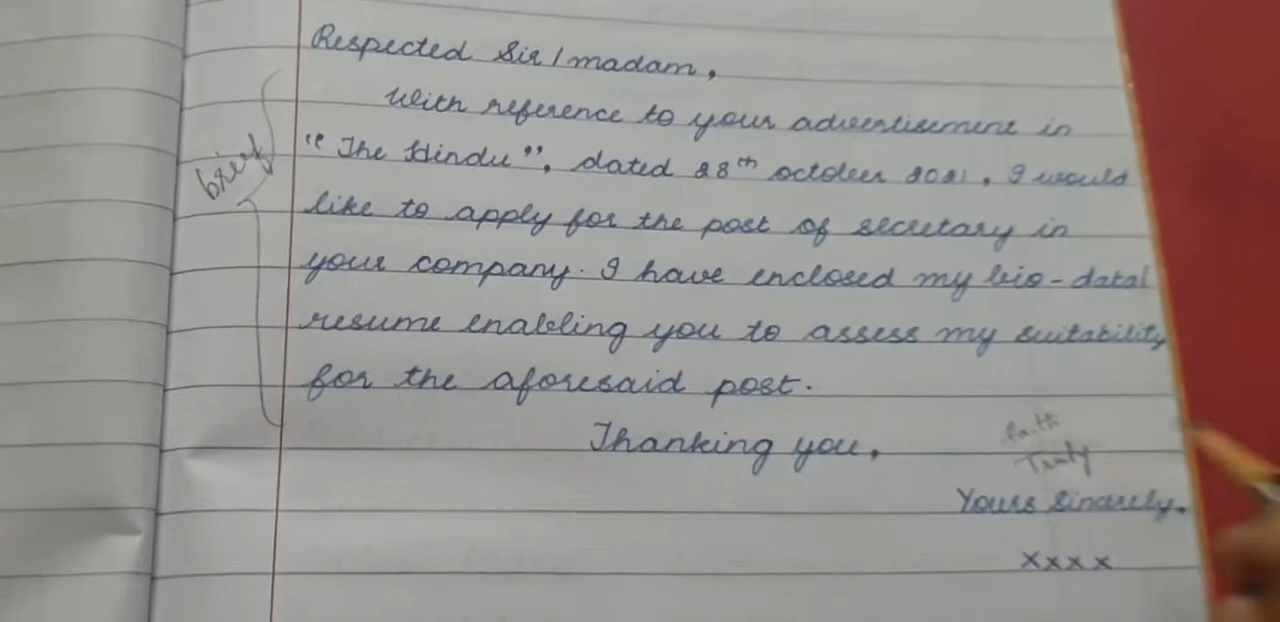 Respected Sir/madam,
With reference to your advertisement in
"The Hindu", dated 28th october 2021, I would
like to apply for the post of secretary in
brief
your company. I have enclosed my bio-data/
resume enabling you to assess my suitability
for the aforesaid post.
Thanking you,
Faith
Truly
Yours Sincerely.
xxxx